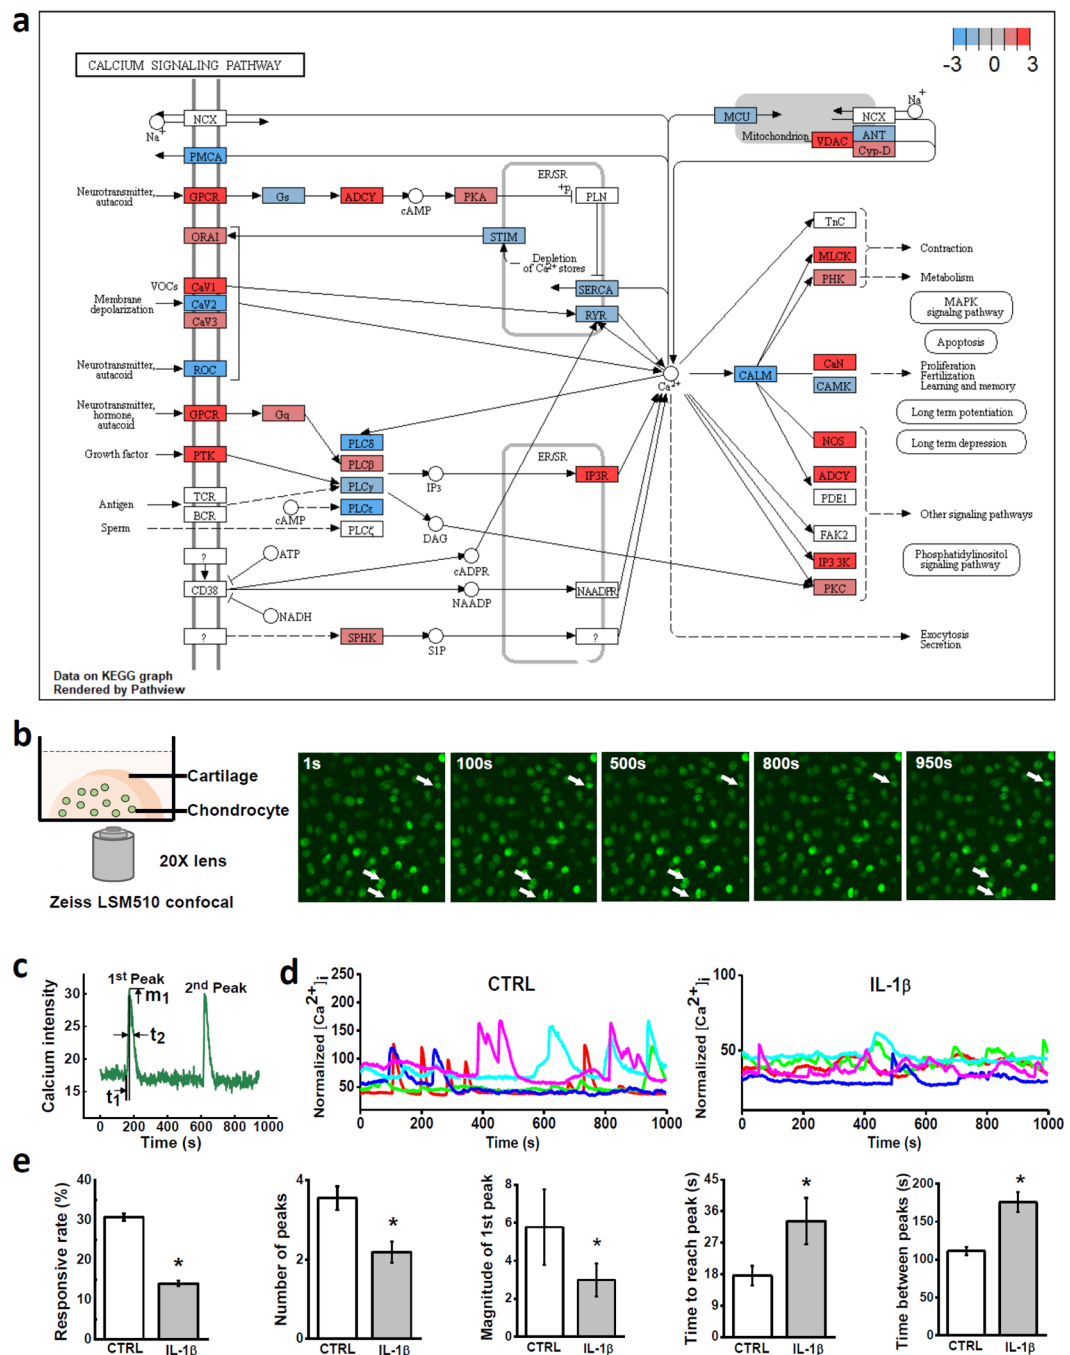 a
CALCIUM SIGNALING PATHWAY
-3 0 3
NCX
Na+
MCU
NCX
Na+
Mitochondrion
VDAC
ANT
Cyp-D
PMCA
ER/SR
Neurotransmitter,
autacoid
GPCR
Gs
ADCY
cAMP
PKA
+p
PLN
ORAI
STIM
Depletion
of Ca2+ stores
TnC
Contraction
MLCK
PHK
Metabolism
VOCs
CaV1
Membrane
depolarization
CaV2
CaV3
SERCA
RYR
MAPK
signaling pathway
Apoptosis
Neurotransmitter,
autacoid
ROC
Ca2+
CALM
CaN
CAMK
Proliferation
Fertilization
Learning and memory
Neurotransmitter,
hormone,
autacoid
GPCR
Gq
Long term potentiation
PLCδ
NOS
Long term depression
Growth factor
PTK
PLCβ
ER/SR
IP3
IP3R
ADCY
PLCγ
PDE1
Antigen
TCR
BCR
cAMP
PLCε
Other signaling pathways
Sperm
PLCζ
DAG
FAK2
?
ATP
cADPR
IP3 3K
Phosphatidylinositol
signaling pathway
CD38
NAADP
NAADPR
PKC
NADH
?
SPHK
S1P
?
Exocytosis
Secretion
Data on KEGG graph
Rendered by Pathview
b
Cartilage
Chondrocyte
20X lens
Zeiss LSM510 confocal
1s
100s
500s
800s
950s
c
1st Peak
2nd Peak
m1
t2
t1
Calcium intensity
30
25
20
15
0 200 400 600 800 1000
Time (s)
d
CTRL
Normalized [Ca2+]i
250
200
150
100
50
0 200 400 600 800 1000
Time (s)
IL-1β
Normalized [Ca2+]i
100
50
0 200 400 600 800 1000
Time (s)
e
Responsive rate (%)
40
30
20
10
0
*
CTRL IL-1β
Number of peaks
4
2
0
*
CTRL IL-1β
Magnitude of 1st peak
8
6
4
2
0
*
CTRL IL-1β
Time to reach peak (s)
45
36
27
18
9
0
*
CTRL IL-1β
Time between peaks (s)
200
150
100
50
0
*
CTRL IL-1β